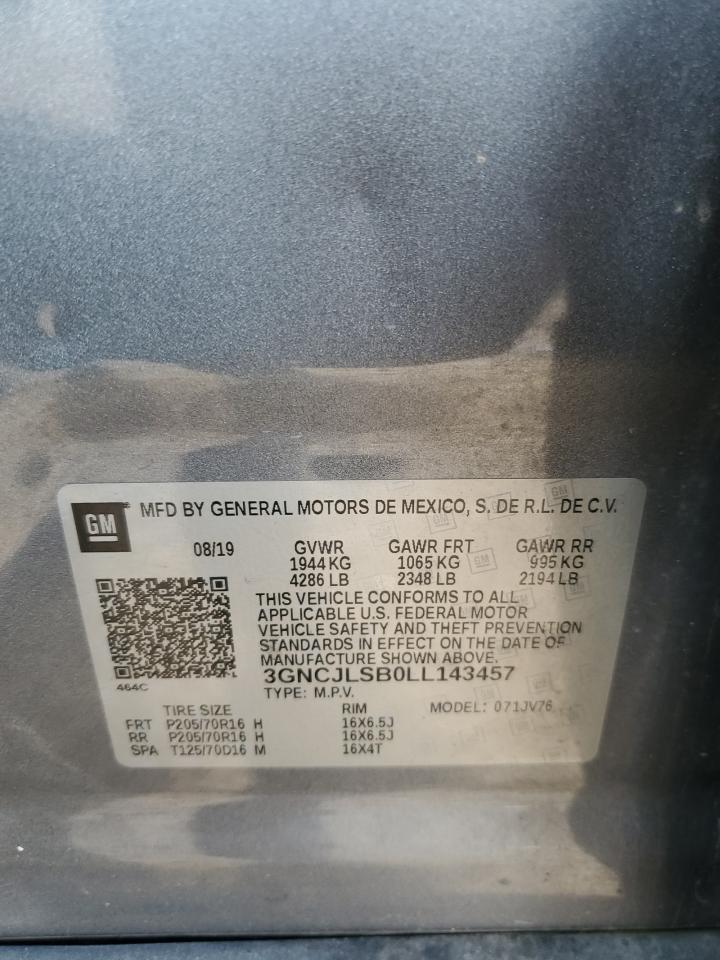 GM
MFD BY GENERAL MOTORS DE MEXICO, S. DE R.L. DE C.V.
08/19 GVWR GAWR FRT GAWR RR
1944 KG 1065 KG 995 KG
4286 LB 2348 LB 2194 LB
THIS VEHICLE CONFORMS TO ALL
APPLICABLE U.S. FEDERAL MOTOR
VEHICLE SAFETY AND THEFT PREVENTION
STANDARDS IN EFFECT ON THE DATE OF
MANUFACTURE SHOWN ABOVE.
464C
3GNCJLSB0LL143457
TYPE: M.P.V.
TIRE SIZE RIM MODEL: 071JV76
FRT P205/70R16 H 16X6.5J
RR P205/70R16 H 16X6.5J
SPA T125/70D16 M 16X4T